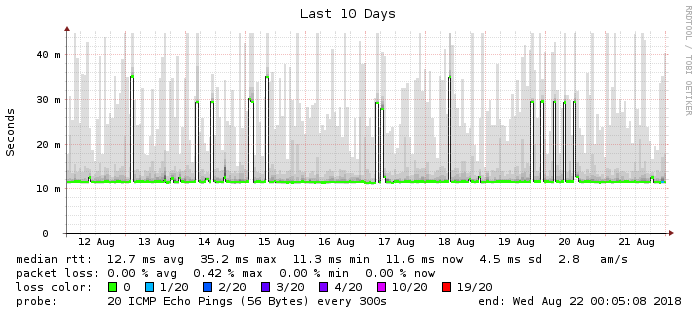 Last 10 Days
RRDTOOL / TOBI OETIKER
Seconds
40 m
30 m
20 m
10 m
0
12 Aug 13 Aug 14 Aug 15 Aug 16 Aug 17 Aug 18 Aug 19 Aug 20 Aug 21 Aug
median rtt: 12.7 ms avg 35.2 ms max 11.3 ms min 11.6 ms now 4.5 ms sd 2.8 am/s
packet loss: 0.00 % avg 0.42 % max 0.00 % min 0.00 % now
loss color: 0 1/20 2/20 3/20 4/20 10/20 19/20
probe: 20 ICMP Echo Pings (56 Bytes) every 300s end: Wed Aug 22 00:05:08 2018